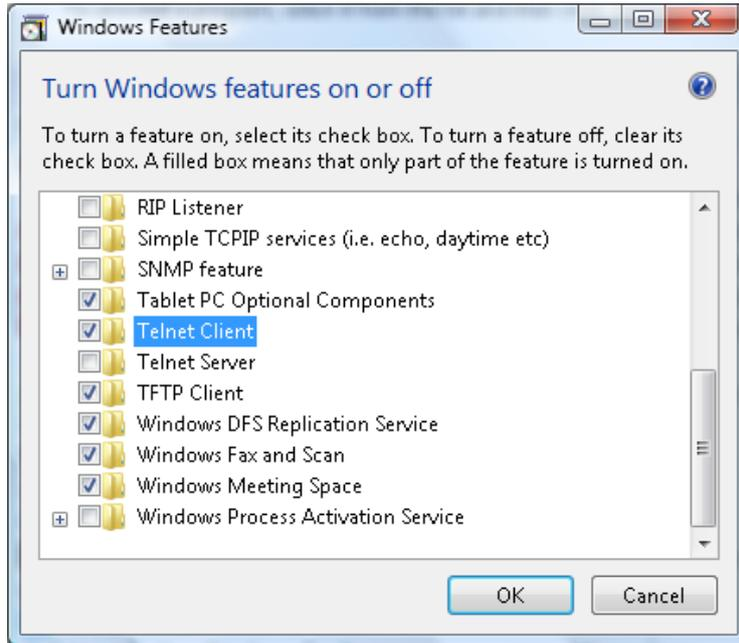 Windows Features
Turn Windows features on or off
To turn a feature on, select its check box. To turn a feature off, clear its
check box. A filled box means that only part of the feature is turned on.
RIP Listener
Simple TCPIP services (i.e. echo, daytime etc)
SNMP feature
Tablet PC Optional Components
Telnet Client
Telnet Server
TFTP Client
Windows DFS Replication Service
Windows Fax and Scan
Windows Meeting Space
Windows Process Activation Service
OK Cancel